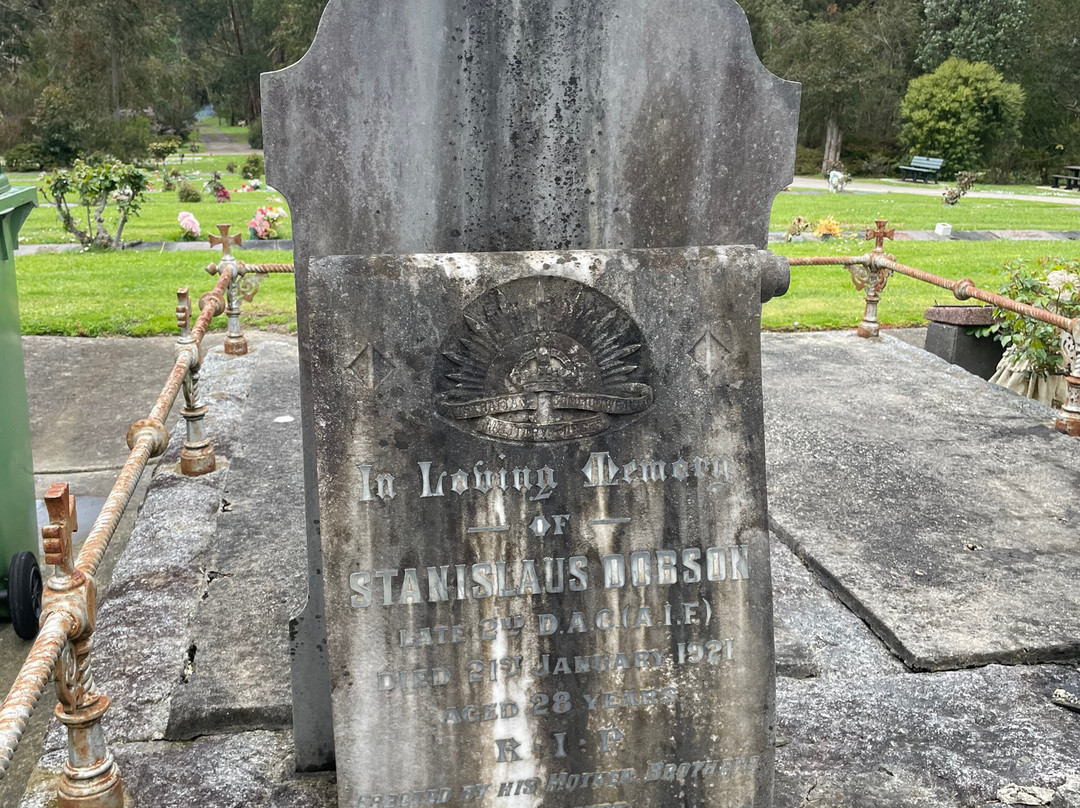 In Loving Memory
OF
STANISLAUS DOBSON
LATE 2ND D.A.C. (A.I.F.)
DIED 21ST JANUARY 1921
AGED 28 YEARS
R I P
ERECTED BY HIS MOTHER, BROTHERS